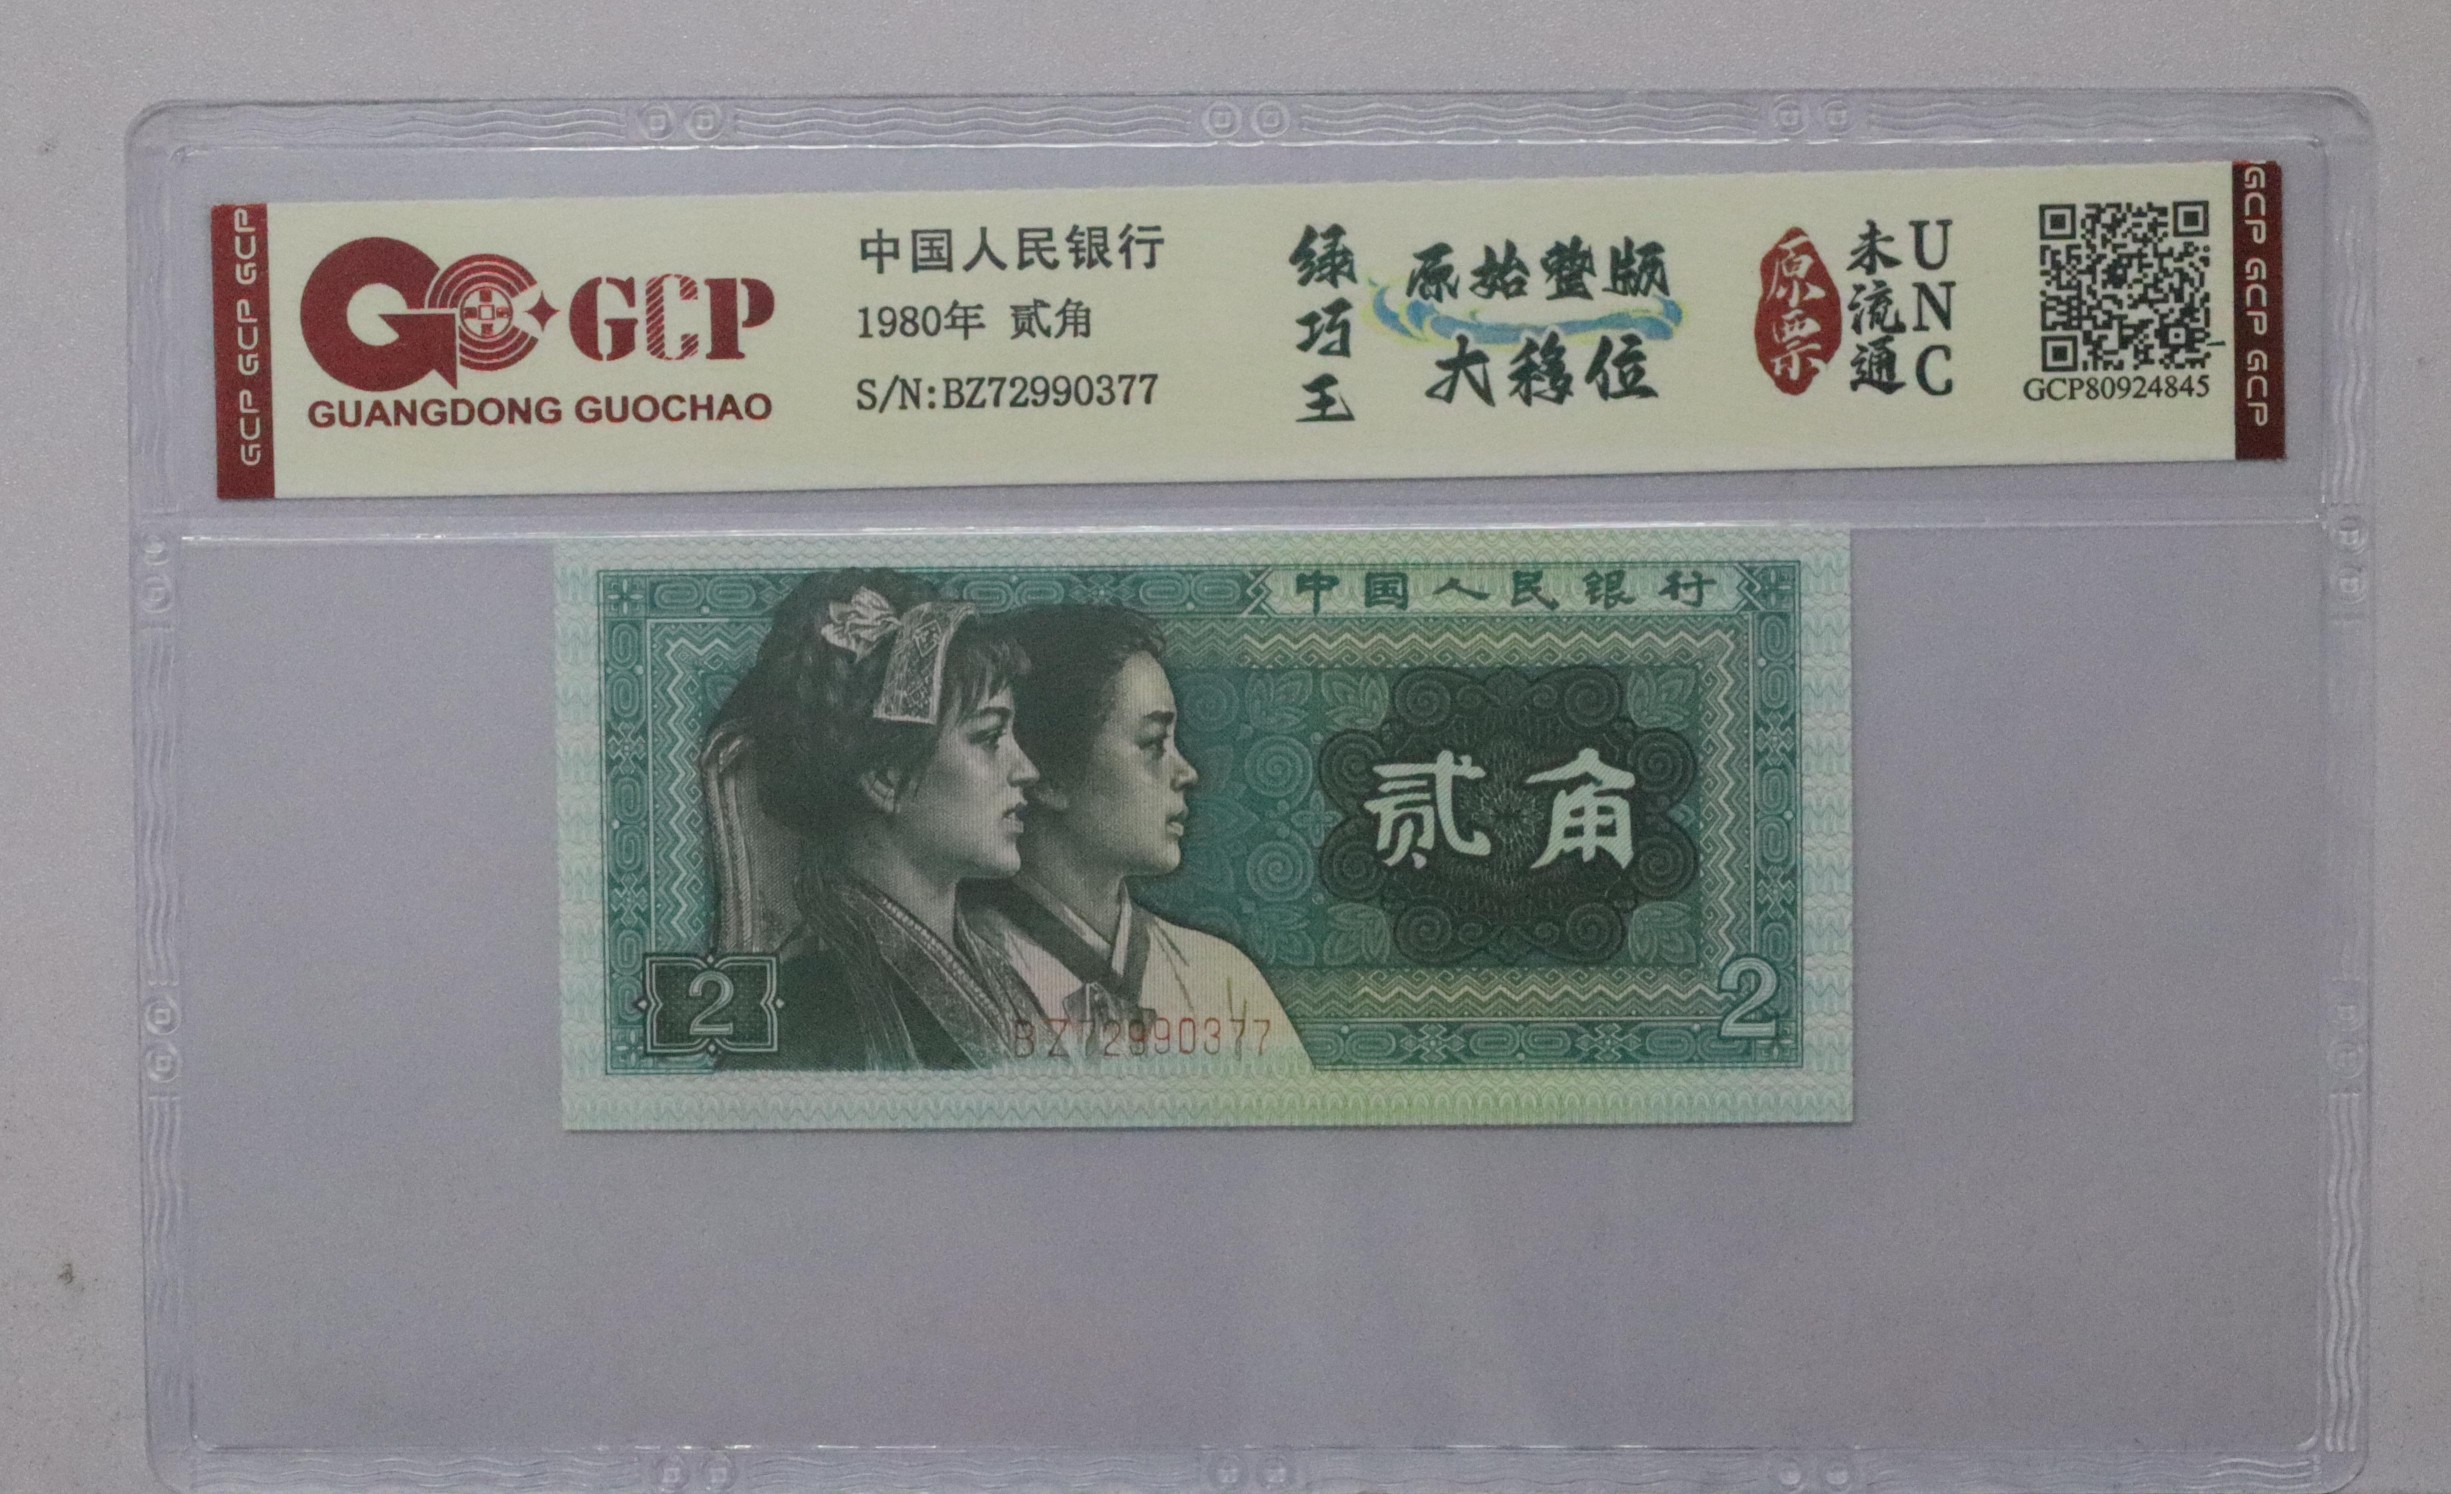 GCP GCP GCP
GCP
GUANGDONG GUOCHAO
中国人民银行
1980年 贰角
S/N:BZ72990377
绿巧王
原始整版
大移位
原票
未流通
UNC
GCP80924845
GCP GCP GCP
中国人民银行
贰角
2
2
BZ72990377